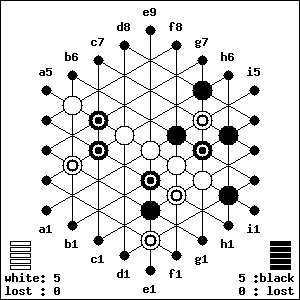 e9
d8 f8
c7 g7
b6 h6
a5 i5
a1 i1
b1 h1
c1 g1
d1 f1
e1
white: 5 5 :black
lost : 0 0 : lost